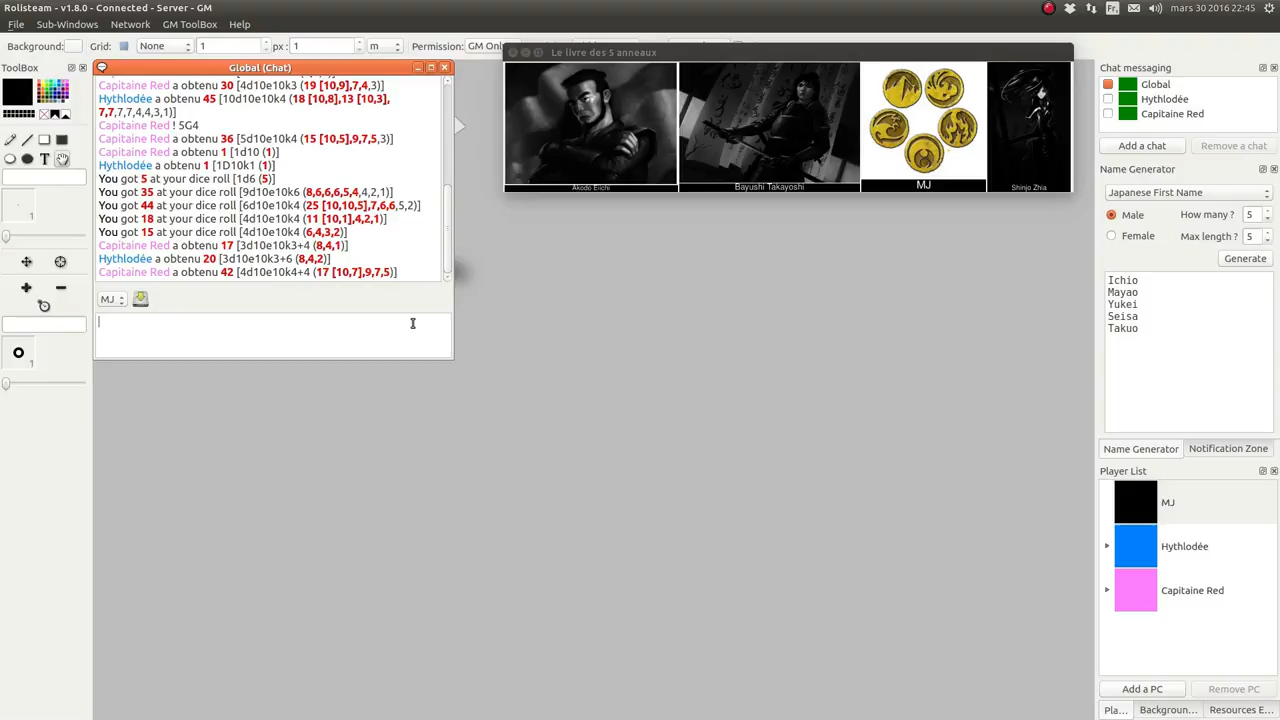 Rolisteam - v1.8.0 - Connected - Server - GM
Fr
mars 30 2016 22:45
File Sub-Windows Network GM ToolBox Help
Background: Grid: None 1 px : 1 m Permission: GM Onl
ToolBox
1
1
Global (Chat)
Capitaine Red a obtenu 30 [4d10e10k3 (19 [10,9],7,4,3)]
Hythlodée a obtenu 45 [10d10e10k4 (18 [10,8],13 [10,3],
7,7,7,7,4,4,3,1)]
Capitaine Red ! 5G4
Capitaine Red a obtenu 36 [5d10e10k4 (15 [10,5],9,7,5,3)]
Capitaine Red a obtenu 1 [1d10 (1)]
Hythlodée a obtenu 1 [1D10k1 (1)]
You got 5 at your dice roll [1d6 (5)]
You got 35 at your dice roll [9d10e10k6 (8,6,6,6,5,4,4,2,1)]
You got 44 at your dice roll [6d10e10k4 (25 [10,10,5],7,6,6,5,2)]
You got 18 at your dice roll [4d10e10k4 (11 [10,1],4,2,1)]
You got 15 at your dice roll [4d10e10k4 (6,4,3,2)]
Capitaine Red a obtenu 17 [3d10e10k3+4 (8,4,1)]
Hythlodée a obtenu 20 [3d10e10k3+6 (8,4,2)]
Capitaine Red a obtenu 42 [4d10e10k4+4 (17 [10,7],9,7,5)]
MJ
Le livre des 5 anneaux
Akodo Eiichi
Bayushi Takayoshi
MJ
Shinjo Zhia
Chat messaging
Global
Hythlodée
Capitaine Red
Add a chat Remove a chat
Name Generator
Japanese First Name
Male How many ? 5
Female Max length ? 5
Generate
Ichio
Mayao
Yukei
Seisa
Takuo
Name Generator Notification Zone
Player List
MJ
Hythlodée
Capitaine Red
Add a PC Remove PC
Pla... Backgroun... Resources E...